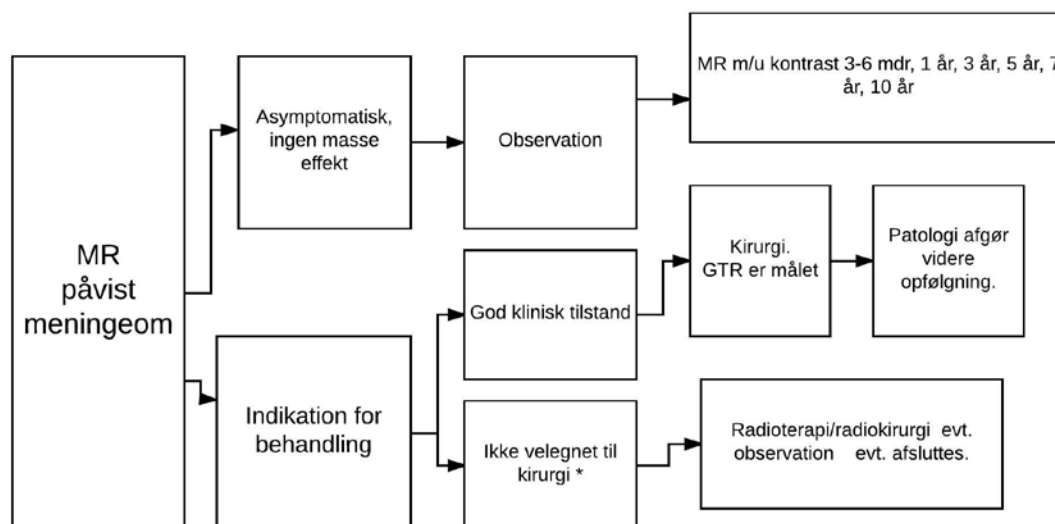 MR
påvist
meningeom
Asymptomatisk,
ingen masse
effekt
Observation
MR m/u kontrast 3-6 mdr, 1 år, 3 år, 5 år, 7
år, 10 år
Indikation for
behandling
God klinisk tilstand
Kirurgi.
GTR er målet
Patologi afgør
videre
opfølgning.
Ikke velegnet til
kirurgi *
Radioterapi/radiokirurgi evt.
observation evt. afsluttes.